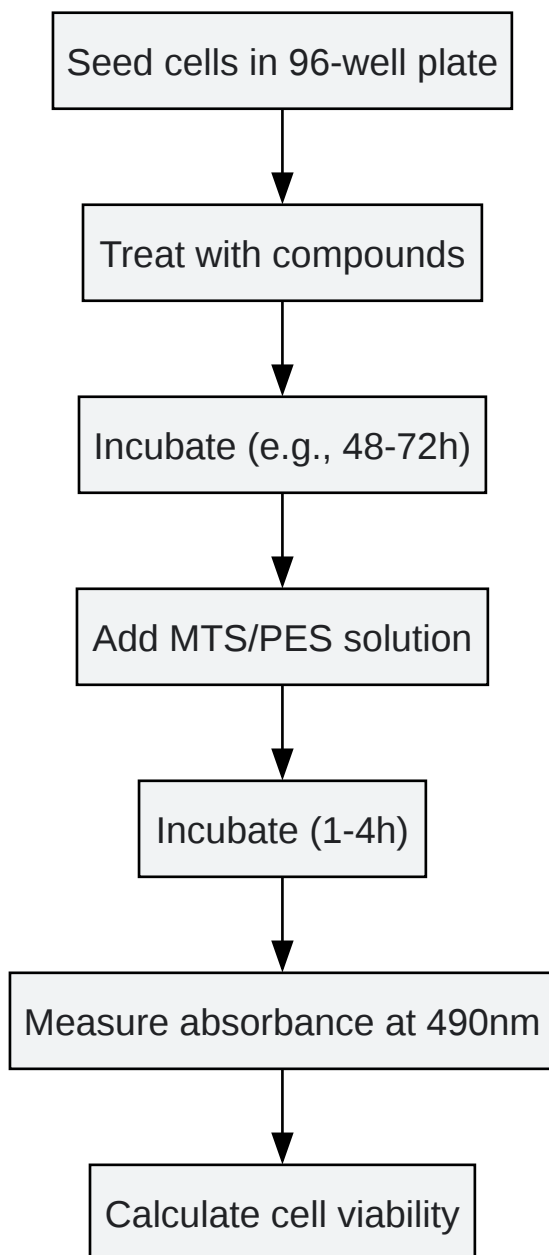 Seed cells in 96-well plate
Treat with compounds
Incubate (e.g., 48-72h)
Add MTS/PES solution
Incubate (1-4h)
Measure absorbance at 490nm
Calculate cell viability